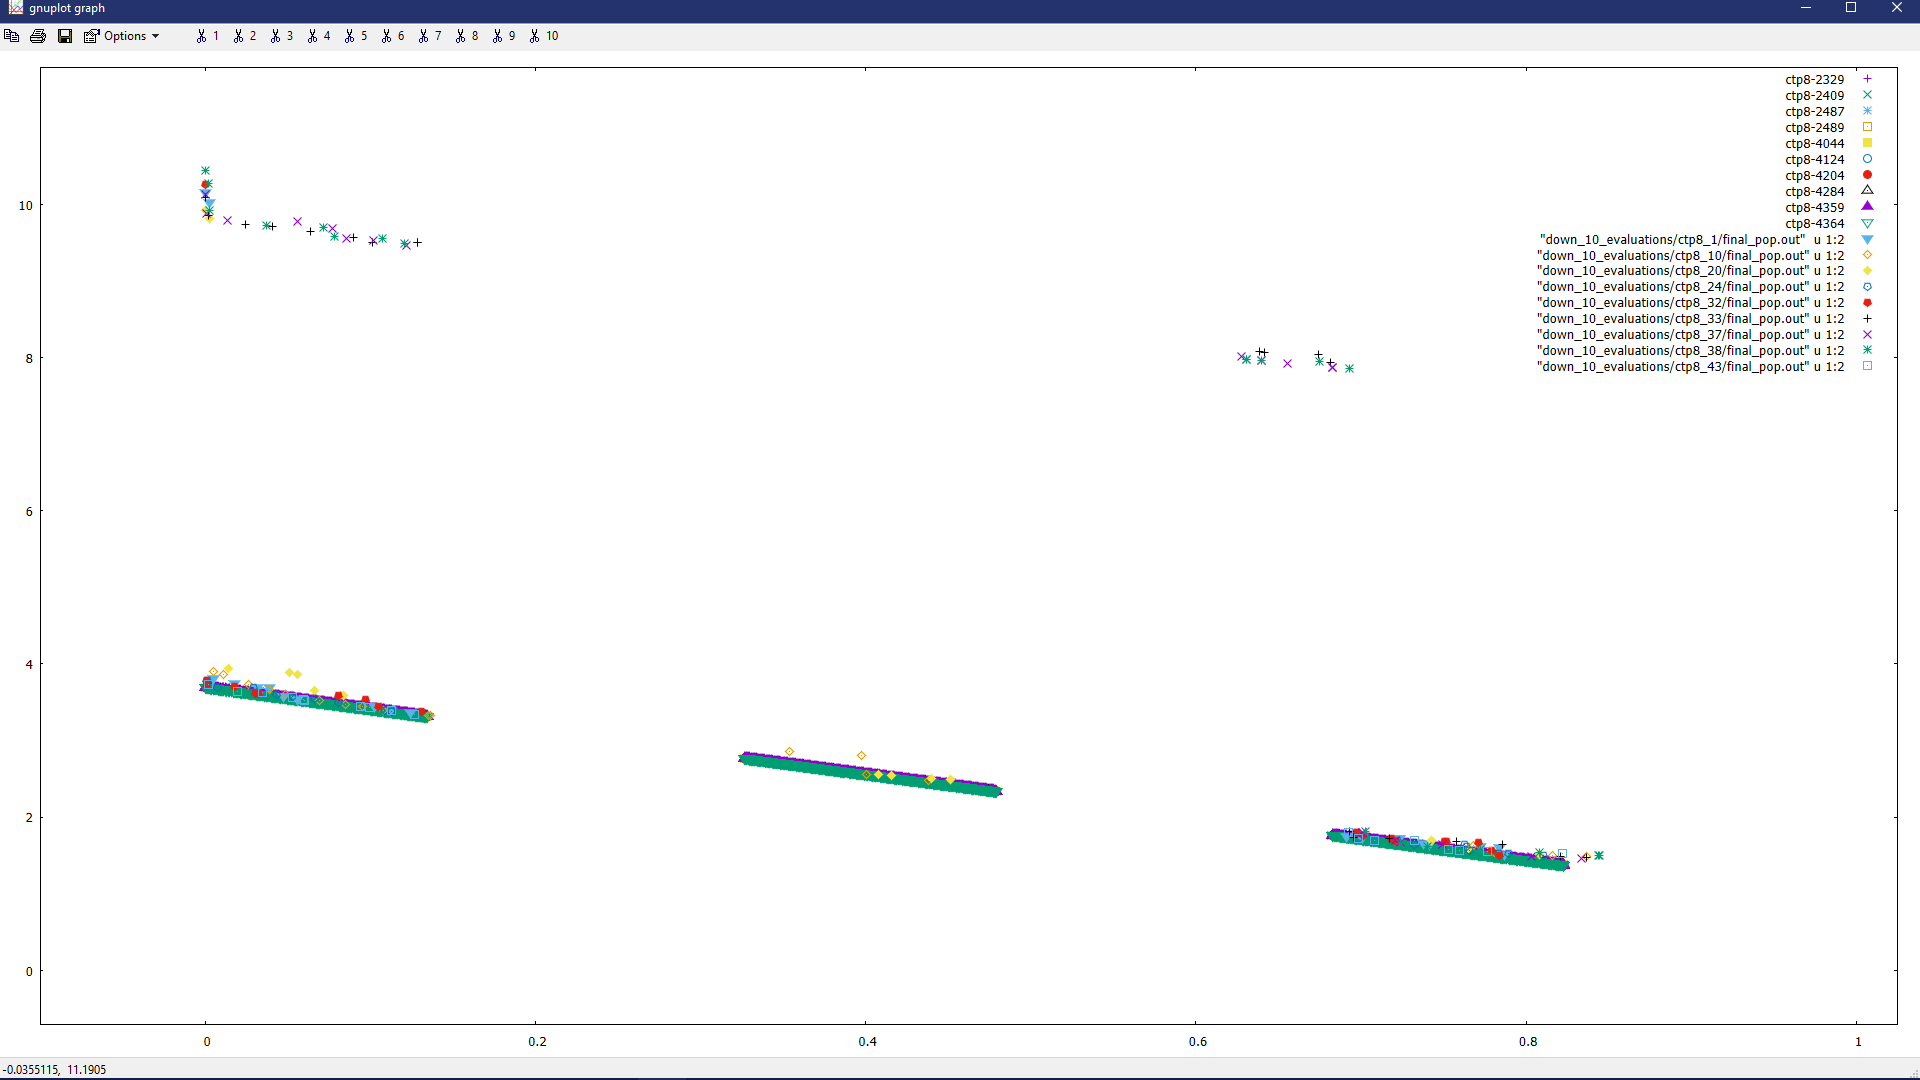 gnuplot graph
Options 1 2 3 4 5 6 7 8 9 10
ctp8-2329
ctp8-2409
ctp8-2487
ctp8-2489
ctp8-4044
ctp8-4124
ctp8-4204
ctp8-4284
ctp8-4359
ctp8-4364
"down_10_evaluations/ctp8_1/final_pop.out" u 1:2
"down_10_evaluations/ctp8_10/final_pop.out" u 1:2
"down_10_evaluations/ctp8_20/final_pop.out" u 1:2
"down_10_evaluations/ctp8_24/final_pop.out" u 1:2
"down_10_evaluations/ctp8_32/final_pop.out" u 1:2
"down_10_evaluations/ctp8_33/final_pop.out" u 1:2
"down_10_evaluations/ctp8_37/final_pop.out" u 1:2
"down_10_evaluations/ctp8_38/final_pop.out" u 1:2
"down_10_evaluations/ctp8_43/final_pop.out" u 1:2
10
8
6
4
2
0
0 0.2 0.4 0.6 0.8 1
-0.0355115, 11.1905